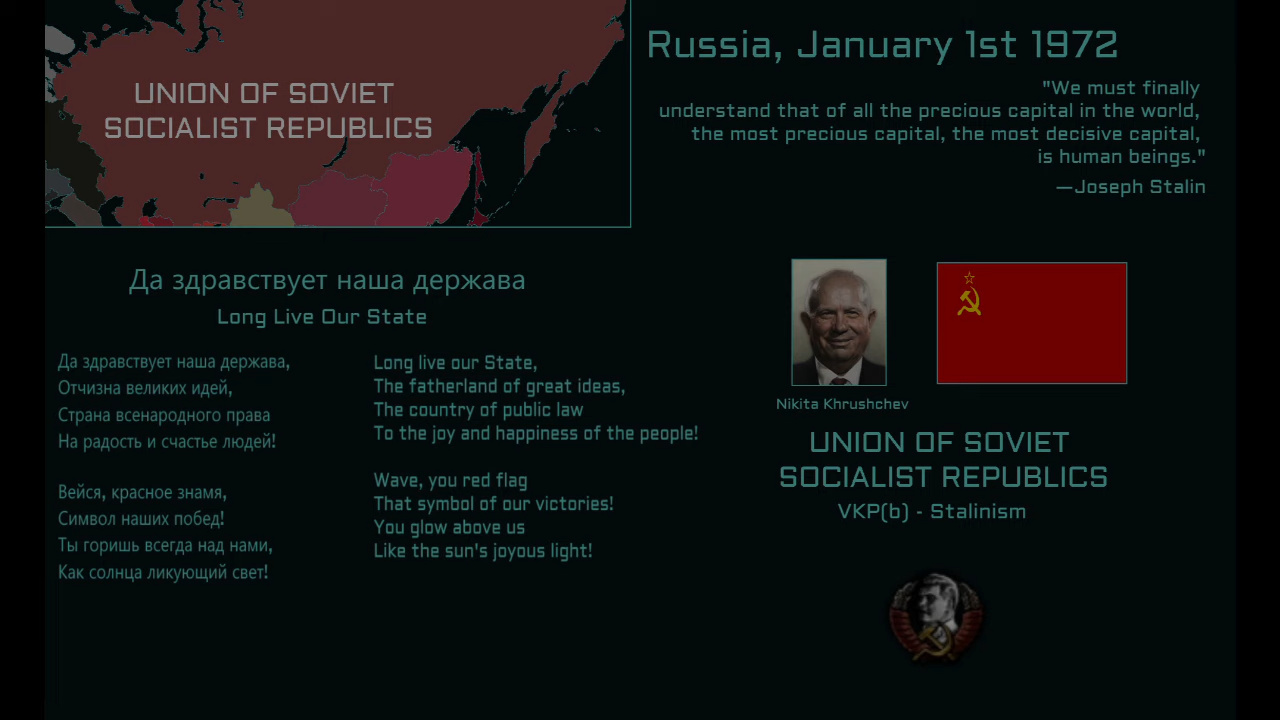 UNION OF SOVIET
SOCIALIST REPUBLICS
Russia, January 1st 1972
"We must finally
understand that of all the precious capital in the world,
the most precious capital, the most decisive capital,
is human beings."
—Joseph Stalin
Да здравствует наша держава
Long Live Our State
Да здравствует наша держава,
Отчизна великих идей,
Страна всенародного права
На радость и счастье людей!
Вейся, красное знамя,
Символ наших побед!
Ты горишь всегда над нами,
Как солнца ликующий свет!
Long live our State,
The fatherland of great ideas,
The country of public law
To the joy and happiness of the people!
Wave, you red flag
That symbol of our victories!
You glow above us
Like the sun's joyous light!
Nikita Khrushchev
UNION OF SOVIET
SOCIALIST REPUBLICS
VKP(b) - Stalinism